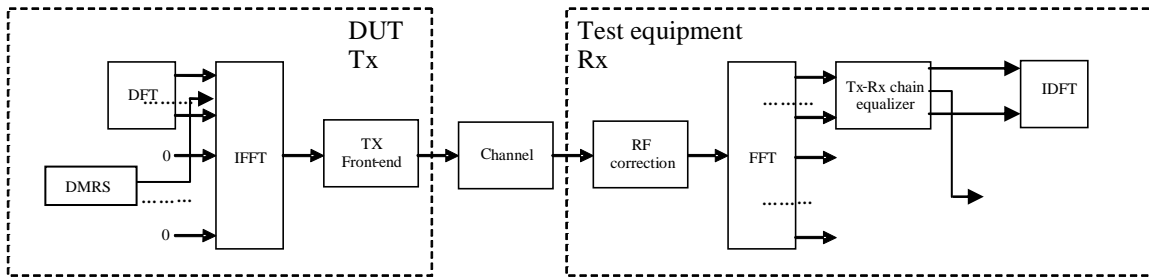 DUT
Tx
DFT
………
0
DMRS
………
0
IFFT
TX
Front-end
Channel
Test equipment
Rx
RF
correction
FFT
………
………
Tx-Rx chain
equalizer
IDFT